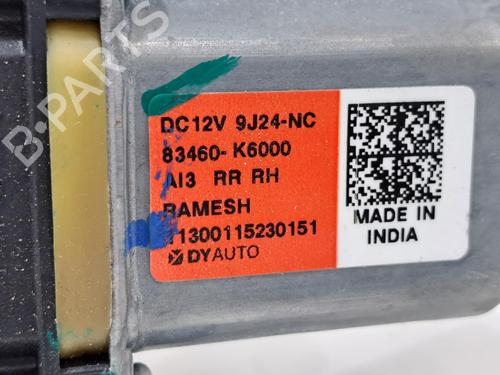 B-PARTS
DC12V 9J24-NC
83460-K6000
AI3 RR RH
RAMESH
11300115230151
DYAUTO
MADE IN
INDIA